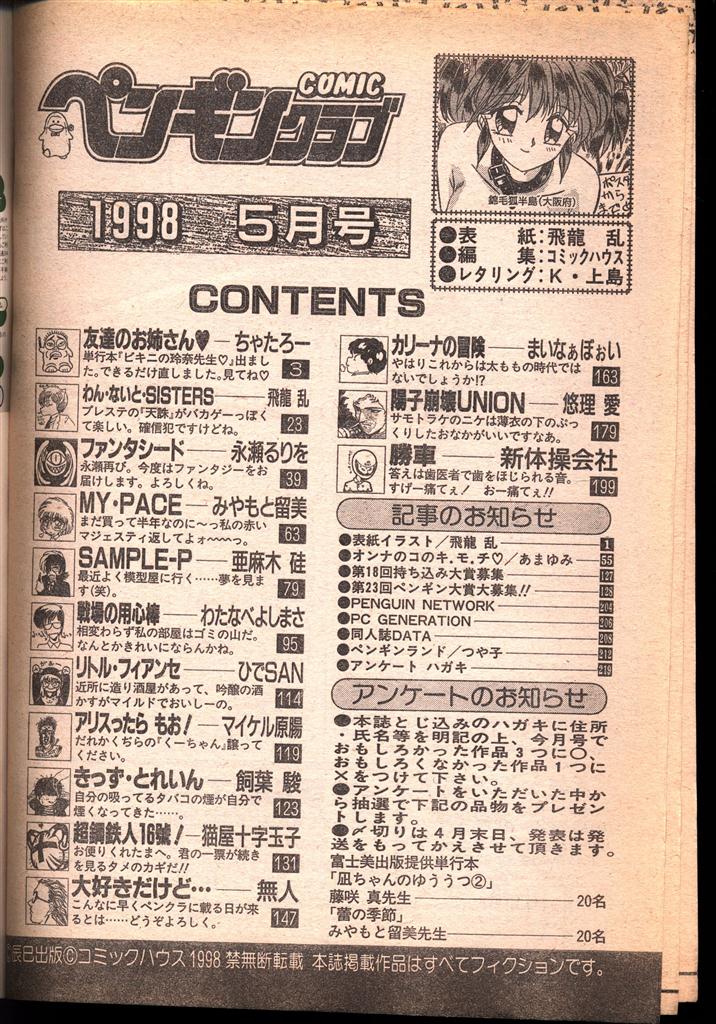 COMIC
ペンギンクラブ
1998 5月号
錦毛狐半島(大阪府)
ポスターから
●表紙:飛龍 乱
●編集:コミックハウス
●レタリング:K・上島
CONTENTS
友達のお姉さん♥―ちゃたろー
単行本『ビキニの玲奈先生♡』出まし
た。できるだけ直しました。見てね♡ 3
わん・ないと・SISTERS―飛龍 乱
プレステの『天誅』がバカゲーっぽく
て楽しい。確信犯ですけどね。 23
ファンタシード―永瀬るりを
永瀬再び。今度はファンタジーをお
届けします。よろしくね。 39
MY・PACE―みやもと留美
まだ買って半年なのに~っ私の赤い
マジェスティ返してよォ~~~っ。 63
SAMPLE-P―亜麻木 硅
最近よく模型屋に行く……夢を見ま
す(笑)。 79
戦場の用心棒―わたなべよしまさ
相変わらず私の部屋はゴミの山だ。
なんとかきれいにならんかね。 95
リトル・フィアンセ―ひでSAN
近所に造り酒屋があって、吟醸の酒
かすがマイルドでおいしーの。 114
アリスったら もお!―マイケル原腸
だれかくぢらの「くーちゃん」譲って
ください。 119
きっず・とれいん―飼葉 駿
自分の吸ってるタバコの煙が自分で
煙くなってきた……。 123
超鋼鉄人16號!―猫屋十字玉子
お便りくれたまへ。君の一票が続き
を見るタメのカギだ!! 131
大好きだけど…―無人
こんなに早くペンクラに載る日が来
るとは……どうぞよろしく。 147
カリーナの冒険―まいなぁぼぉい
やはりこれからは太ももの時代では
ないでしょうか!? 163
陽子崩壊UNION―悠理 愛
サモトラケのニケは薄衣の下のぷっ
くりしたおなかがいいですなあ。 179
勝車―新体操会社
答えは歯医者で歯をほじられる音。
すげー痛てぇ! おー痛てぇ!! 199
記事のお知らせ
●表紙イラスト/飛龍 乱 1
●オンナのコのキ.モ.チ♡/あまゆみ 55
●第18回持ち込み大賞募集 127
●第23回ペンギン大賞大募集!! 128
●PENGUIN NETWORK 204
●PC GENERATION 206
●同人誌DATA 208
●ペンギンランド/つや子 212
●アンケート ハガキ 219
アンケートのお知らせ
●本誌とじ込みのハガキに住所
・氏名等を明記の上、今月号で
おもしろかった作品3つに○、
おもしろくなかった作品1つに
×をつけて下さい。
●アンケートをいただいた中か
ら抽選で下記の品物をプレゼン
トします。
●〆切りは4月末日、発表は発
送をもってかえさせて頂きます。
富士美出版提供単行本
「凪ちゃんのゆううつ②」
藤咲 真先生―20名
「蕾の季節」
みやもと留美先生―20名
辰巳出版©コミックハウス1998 禁無断転載 本誌掲載作品はすべてフィクションです。